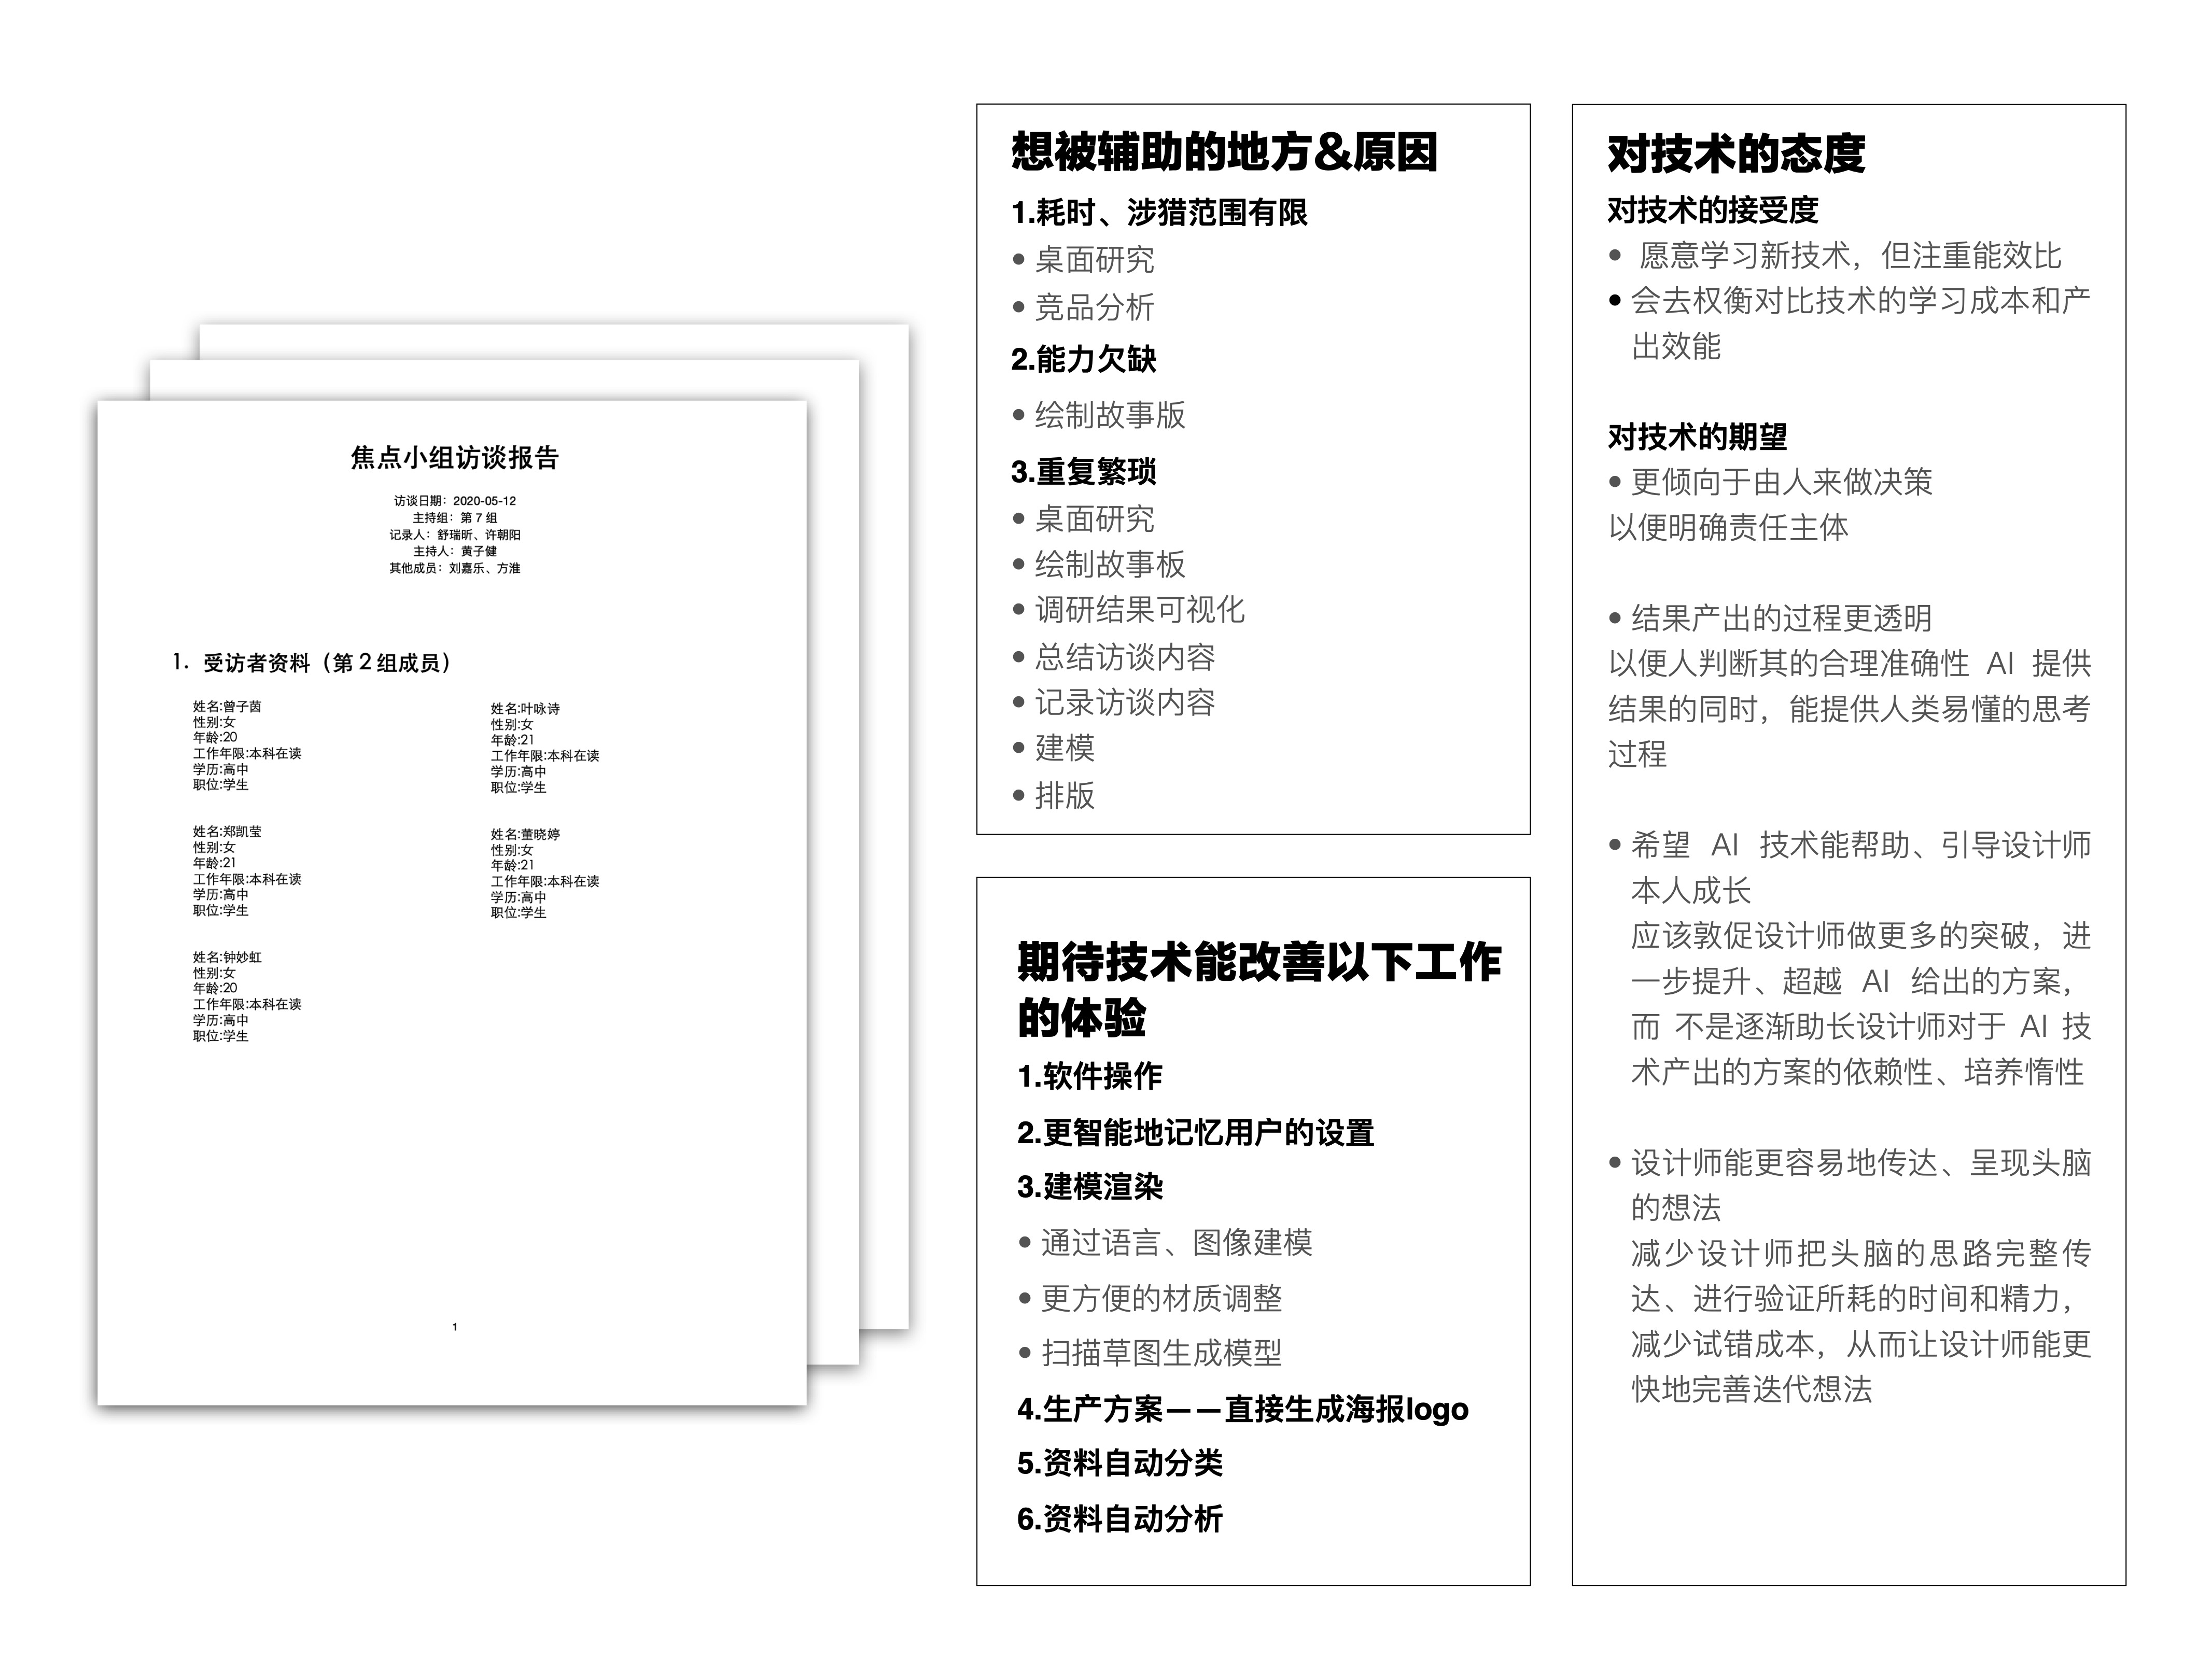 焦点小组访谈报告
访谈日期：2020-05-12
主持组：第 7 组
记录人：舒瑞昕、许朝阳
主持人：黄子健
其他成员：刘嘉乐、方淮
1. 受访者资料（第 2 组成员）
姓名:曾子茵
性别:女
年龄:20
工作年限:本科在读
学历:高中
职位:学生
姓名:叶咏诗
性别:女
年龄:21
工作年限:本科在读
学历:高中
职位:学生
姓名:郑凯莹
性别:女
年龄:21
工作年限:本科在读
学历:高中
职位:学生
姓名:董晓婷
性别:女
年龄:21
工作年限:本科在读
学历:高中
职位:学生
姓名:钟妙虹
性别:女
年龄:20
工作年限:本科在读
学历:高中
职位:学生
1
想被辅助的地方&原因
1.耗时、涉猎范围有限
• 桌面研究
• 竞品分析
2.能力欠缺
• 绘制故事版
3.重复繁琐
• 桌面研究
• 绘制故事板
• 调研结果可视化
• 总结访谈内容
• 记录访谈内容
• 建模
• 排版
期待技术能改善以下工作
的体验
1.软件操作
2.更智能地记忆用户的设置
3.建模渲染
• 通过语言、图像建模
• 更方便的材质调整
• 扫描草图生成模型
4.生产方案——直接生成海报logo
5.资料自动分类
6.资料自动分析
对技术的态度
对技术的接受度
• 愿意学习新技术，但注重能效比
• 会去权衡对比技术的学习成本和产
出效能
对技术的期望
• 更倾向于由人来做决策
以便明确责任主体
• 结果产出的过程更透明
以便人判断其的合理准确性 AI 提供
结果的同时，能提供人类易懂的思考
过程
• 希望 AI 技术能帮助、引导设计师
本人成长
应该敦促设计师做更多的突破，进
一步提升、超越 AI 给出的方案，
而 不是逐渐助长设计师对于 AI 技
术产出的方案的依赖性、培养惰性
• 设计师能更容易地传达、呈现头脑
的想法
减少设计师把头脑的思路完整传
达、进行验证所耗的时间和精力，
减少试错成本，从而让设计师能更
快地完善迭代想法